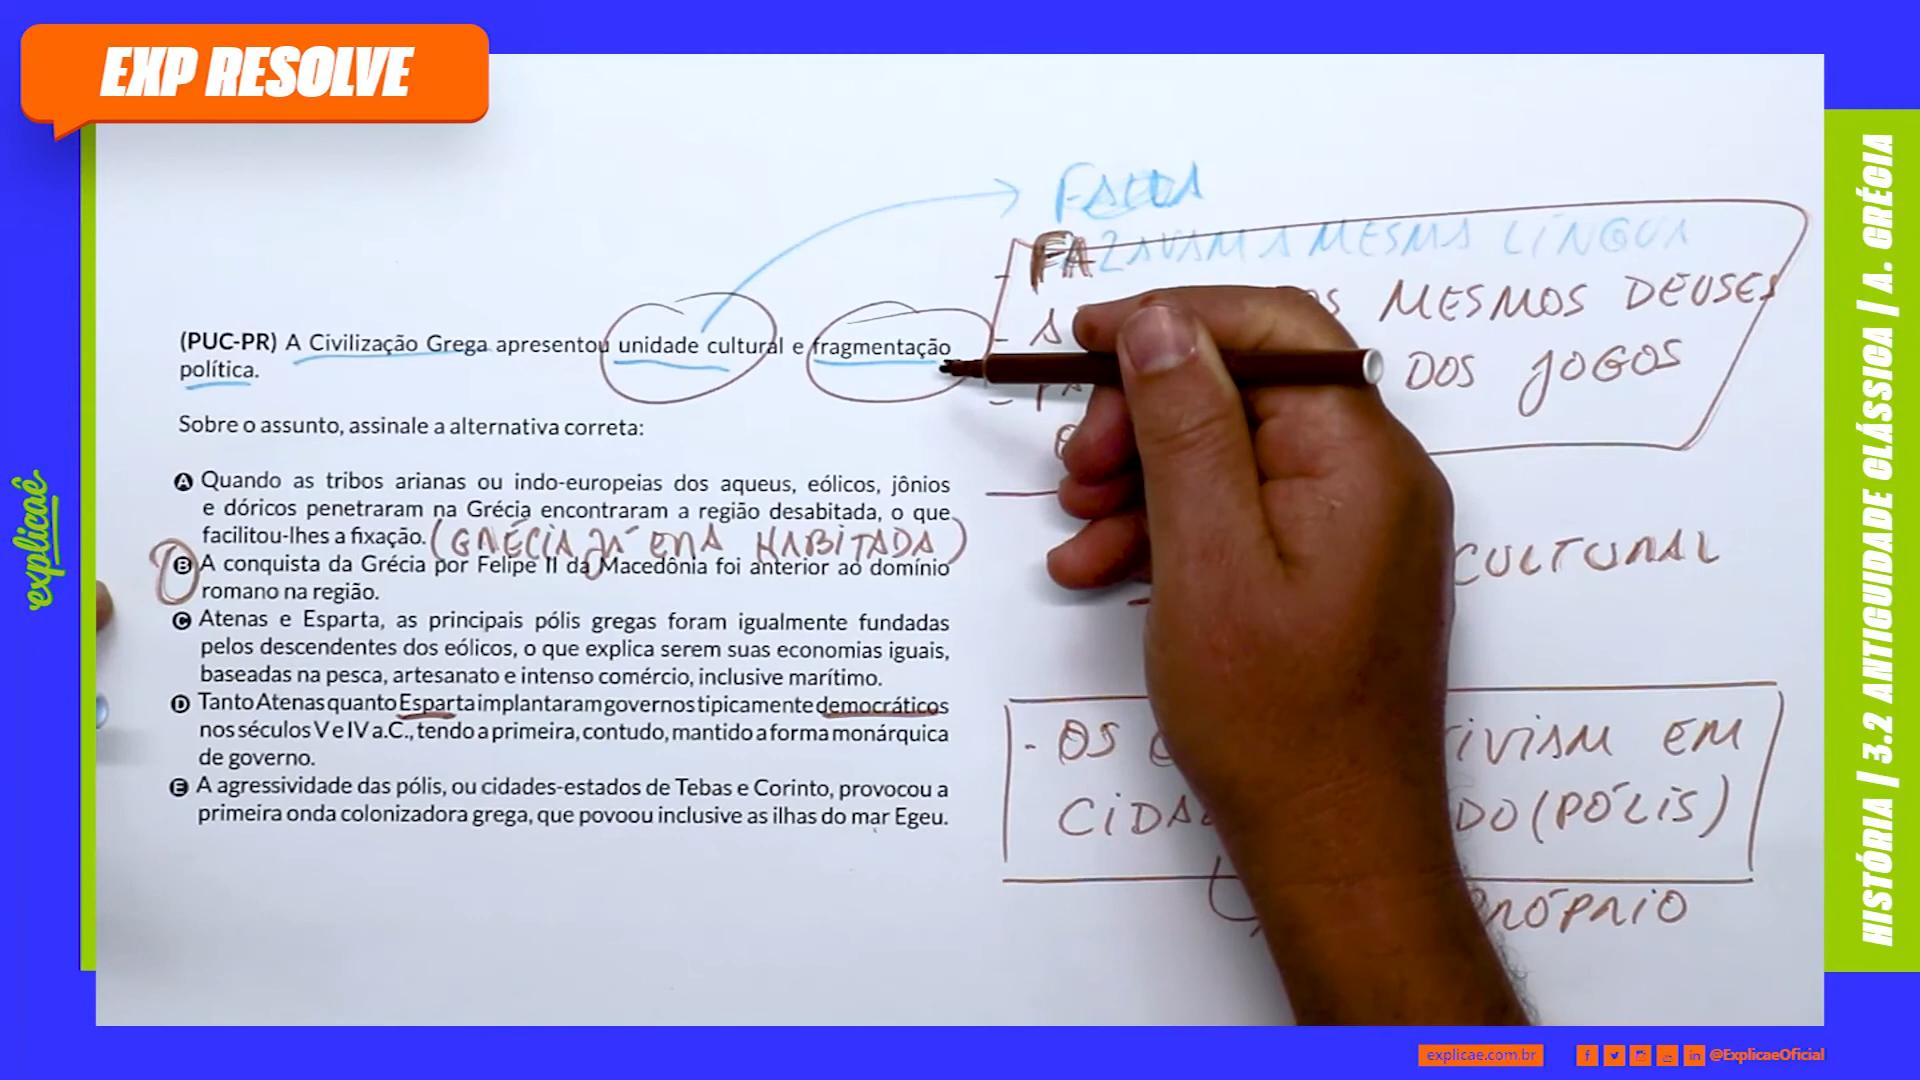 EXP RESOLVE
FALA
FAZAVAM A MESMA LÍNGUA
OS MESMOS DEUSES
DOS JOGOS
(PUC-PR) A Civilização Grega apresentou unidade cultural e fragmentação
política.
Sobre o assunto, assinale a alternativa correta:
A Quando as tribos arianas ou indo-europeias dos aqueus, eólicos, jônios
e dóricos penetraram na Grécia encontraram a região desabitada, o que
facilitou-lhes a fixação. (GRÉCIA JÁ ERA HABITADA)
B A conquista da Grécia por Felipe II da Macedônia foi anterior ao domínio
romano na região.
C Atenas e Esparta, as principais pólis gregas foram igualmente fundadas
pelos descendentes dos eólicos, o que explica serem suas economias iguais,
baseadas na pesca, artesanato e intenso comércio, inclusive marítimo.
D Tanto Atenas quanto Esparta implantaram governos tipicamente democráticos
nos séculos V e IV a.C., tendo a primeira, contudo, mantido a forma monárquica
de governo.
E A agressividade das pólis, ou cidades-estados de Tebas e Corinto, provocou a
primeira onda colonizadora grega, que povoou inclusive as ilhas do mar Egeu.
CULTURAL
- OS VIVIAM EM
(PÓLIS)
PRÓPRIO
explicaê
HISTÓRIA | 3.2 ANTIGUIDADE CLÁSSICA | A. GRÉCIA
explicae.com.br
@ExplicaeOficial